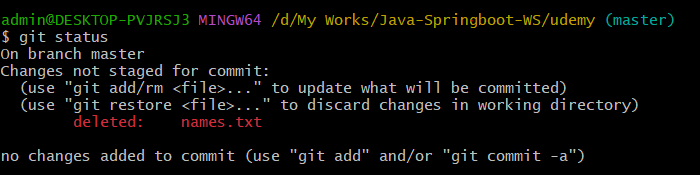 admin@DESKTOP-PVJRSJ3 MINGW64 /d/My Works/Java-Springboot-WS/udemy (master)
$ git status
On branch master
Changes not staged for commit:
  (use "git add/rm <file>..." to update what will be committed)
  (use "git restore <file>..." to discard changes in working directory)
        deleted:    names.txt

no changes added to commit (use "git add" and/or "git commit -a")